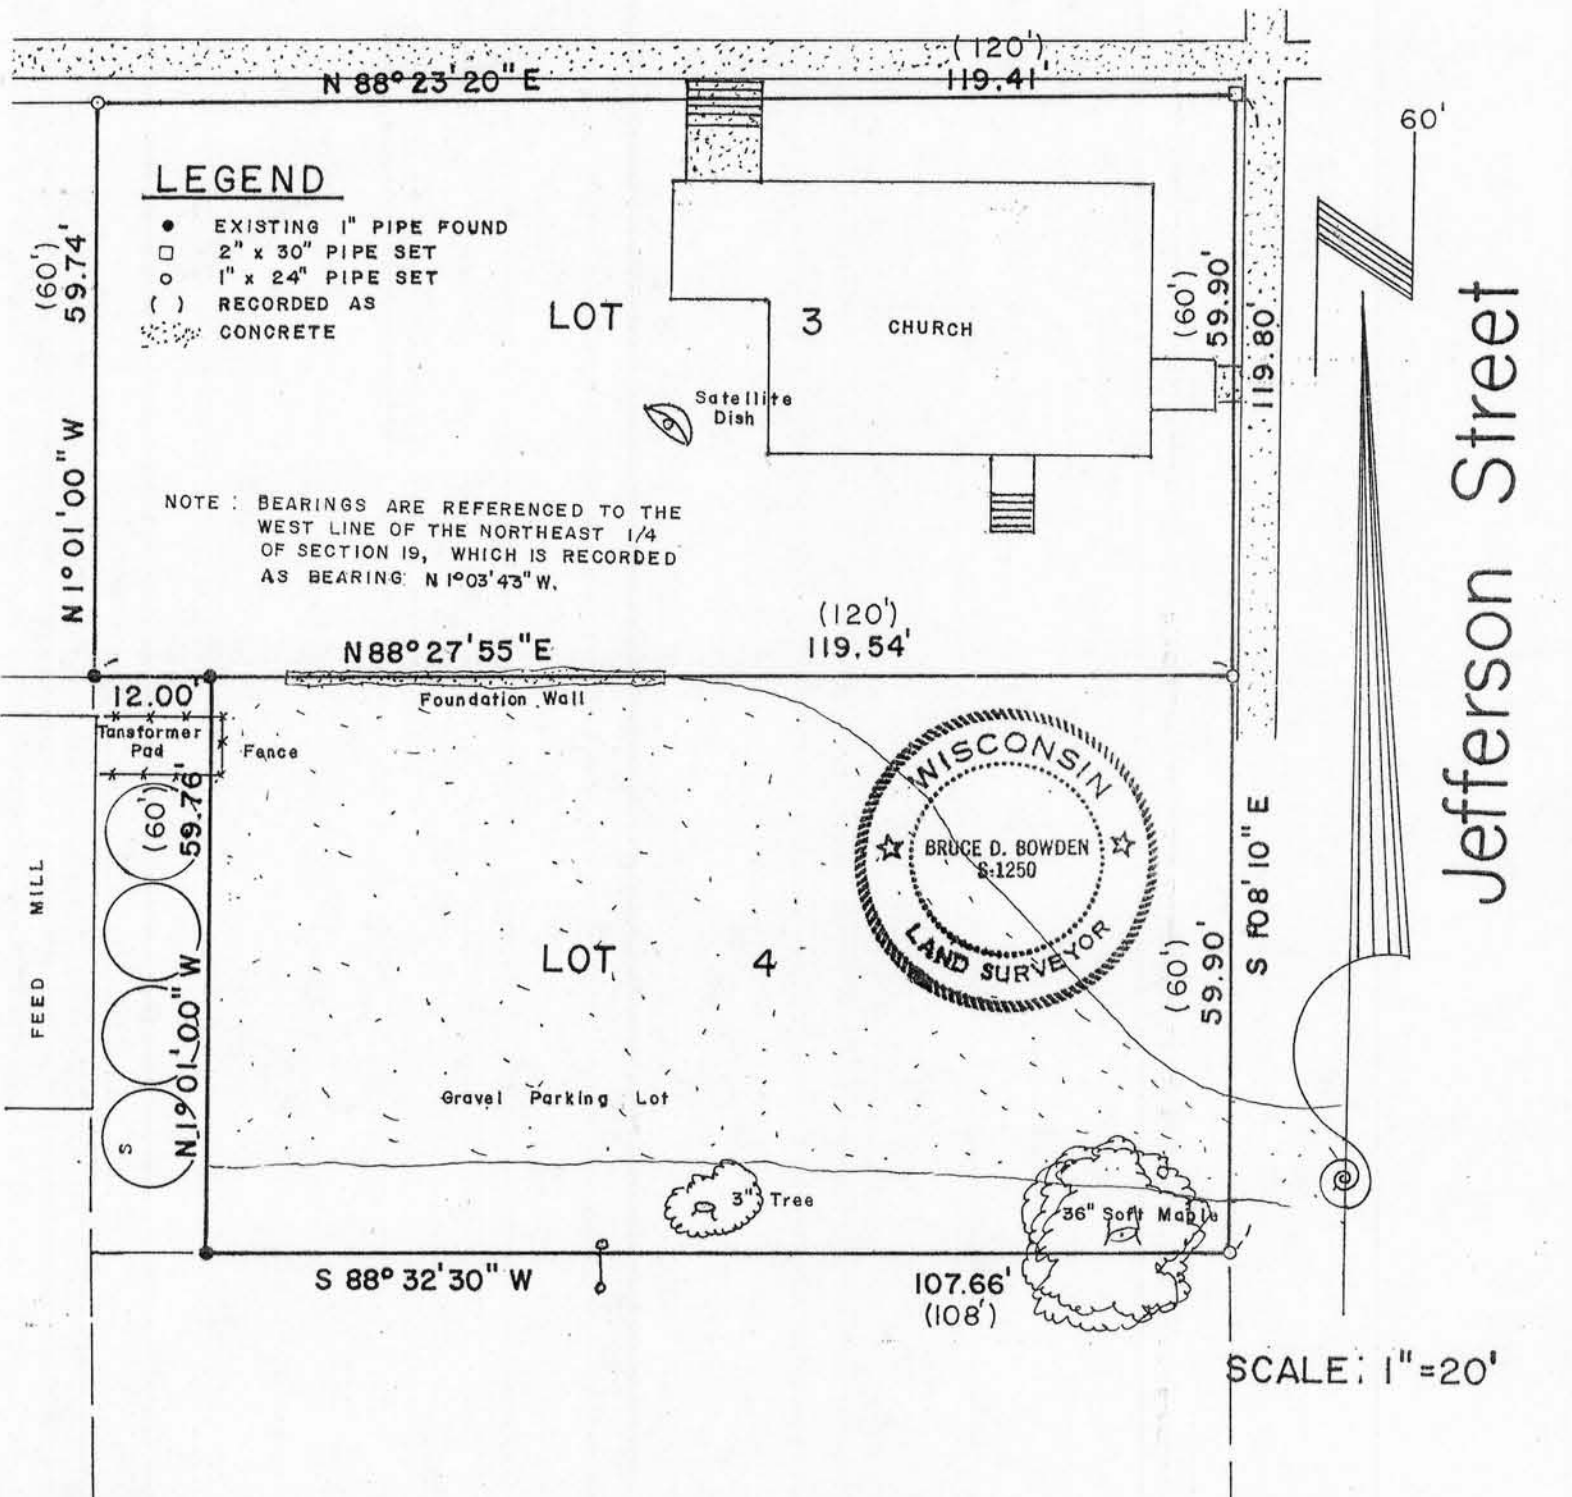 (120')
N 88° 23' 20" E
119.41'
60'
LEGEND
EXISTING 1" PIPE FOUND
2" x 30" PIPE SET
1" x 24" PIPE SET
( ) RECORDED AS
CONCRETE
(60')
59.74'
N 1° 01' 00" W
LOT 3
CHURCH
(60')
59.90'
119.80'
Satellite
Dish
Jefferson Street
NOTE : BEARINGS ARE REFERENCED TO THE
WEST LINE OF THE NORTHEAST 1/4
OF SECTION 19, WHICH IS RECORDED
AS BEARING N 1°03'43" W.
(120')
N 88° 27' 55" E
119.54'
12.00'
Foundation Wall
Tansformer
Pad
Fence
(60')
59.76'
N 1° 01' 00" W
FEED MILL
S
WISCONSIN
BRUCE D. BOWDEN
S-1250
LAND SURVEYOR
LOT 4
(60')
59.90'
S 1°08' 10" E
Gravel Parking Lot
3" Tree
36" Soft Maple
S 88° 32' 30" W
107.66'
(108')
SCALE: 1"=20'